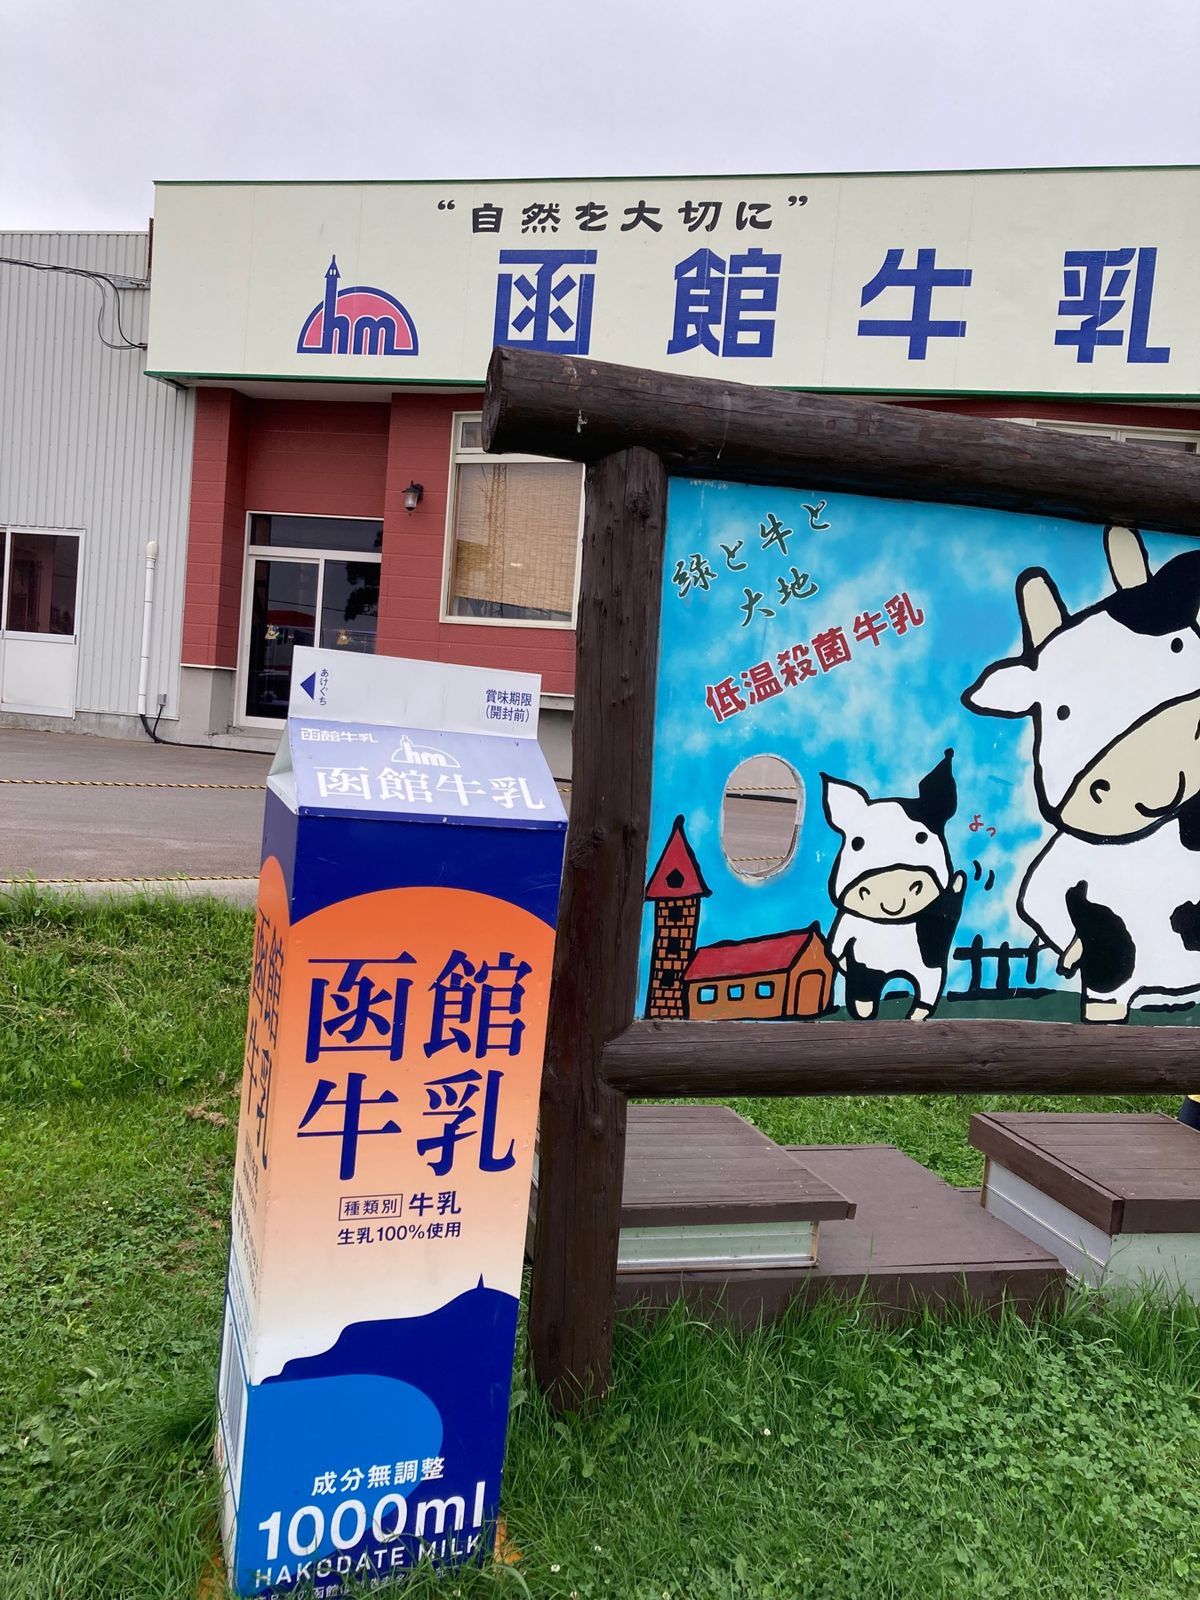 “自然を大切に”
hm
函館牛乳
緑と牛と
大地
低温殺菌牛乳
よっ
あけぐち
賞味期限
(開封前)
函館牛乳
hm
函館牛乳
函館
牛乳
種類別 牛乳
生乳100%使用
成分無調整
1000ml
HAKODATE MILK
函館牛乳